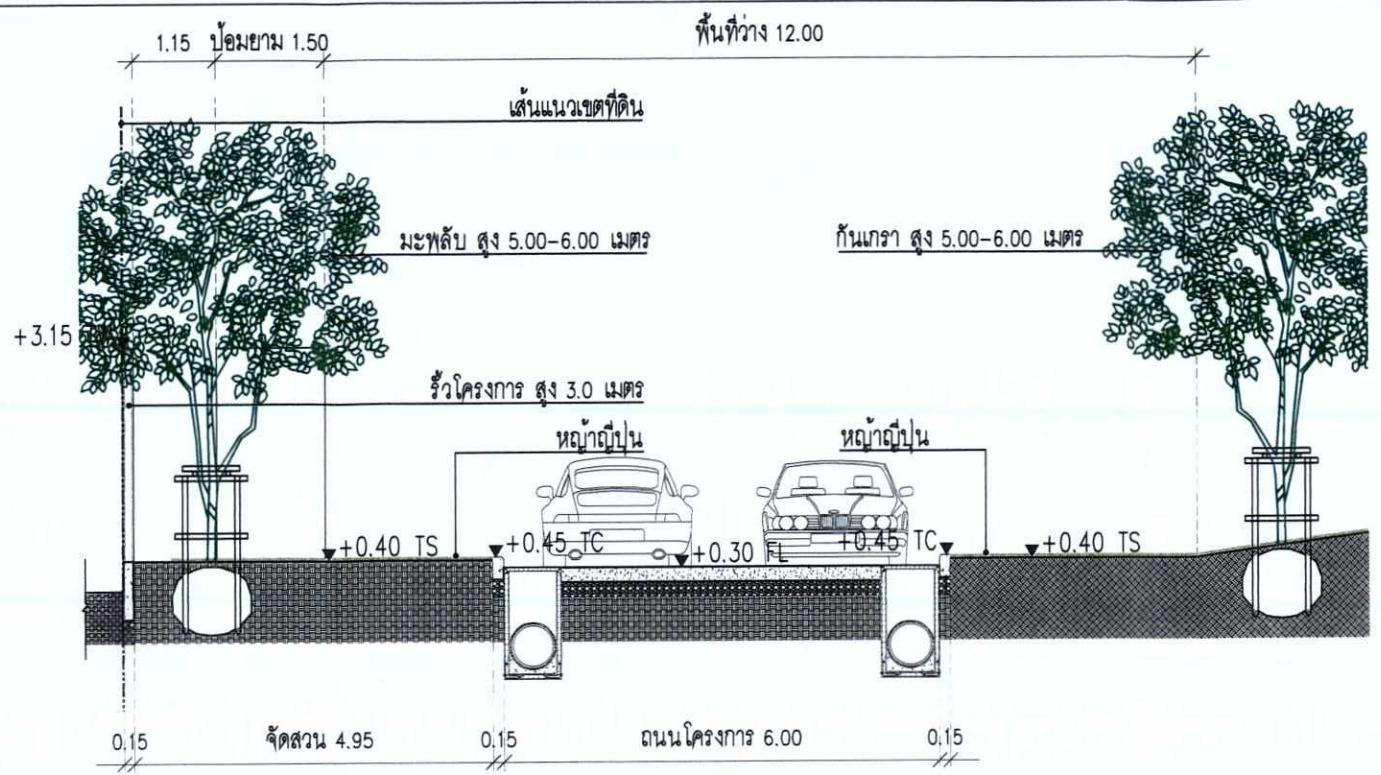 1.15 ป้อมยาม 1.50
พื้นที่ว่าง 12.00
เส้นแนวเขตที่ดิน
มะพลับ สูง 5.00-6.00 เมตร
กันเกรา สูง 5.00-6.00 เมตร
+3.15
รั้วโครงการ สูง 3.0 เมตร
หญ้าญี่ปุ่น
หญ้าญี่ปุ่น
+0.40 TS
+0.45 TC
+0.30 FL
+0.45 TC
+0.40 TS
0.15
จัดสวน 4.95
0.15
ถนนโครงการ 6.00
0.15